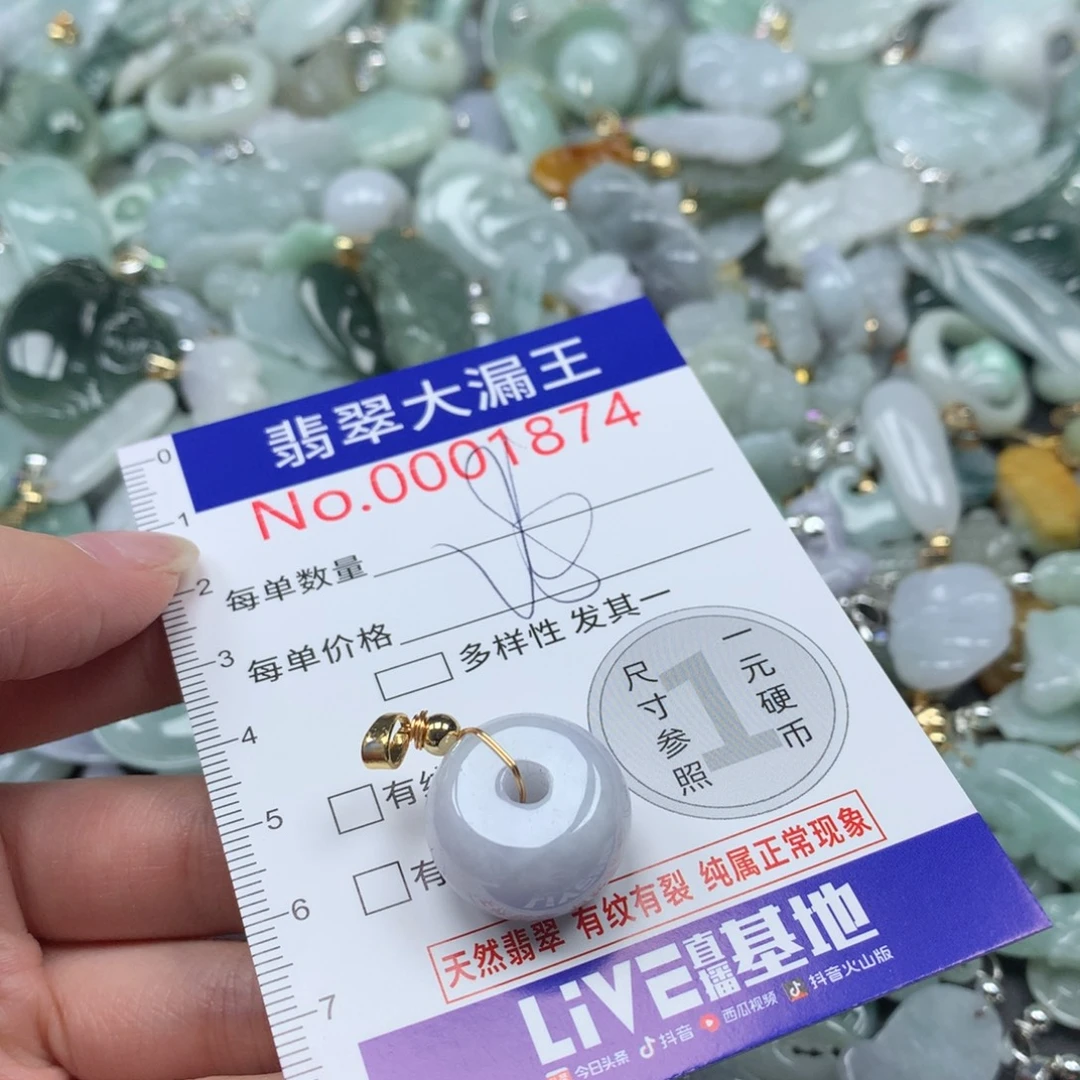 翡翠大漏王
No.0001874
0
1
2
3
4
5
6
7
每单数量
每单价格
多样性 发其一
尺寸参照
一元硬币
1
有纹
有
天然翡翠 有纹有裂 纯属正常现象
LiVE直播基地
今日头条 抖音 西瓜视频 抖音火山版